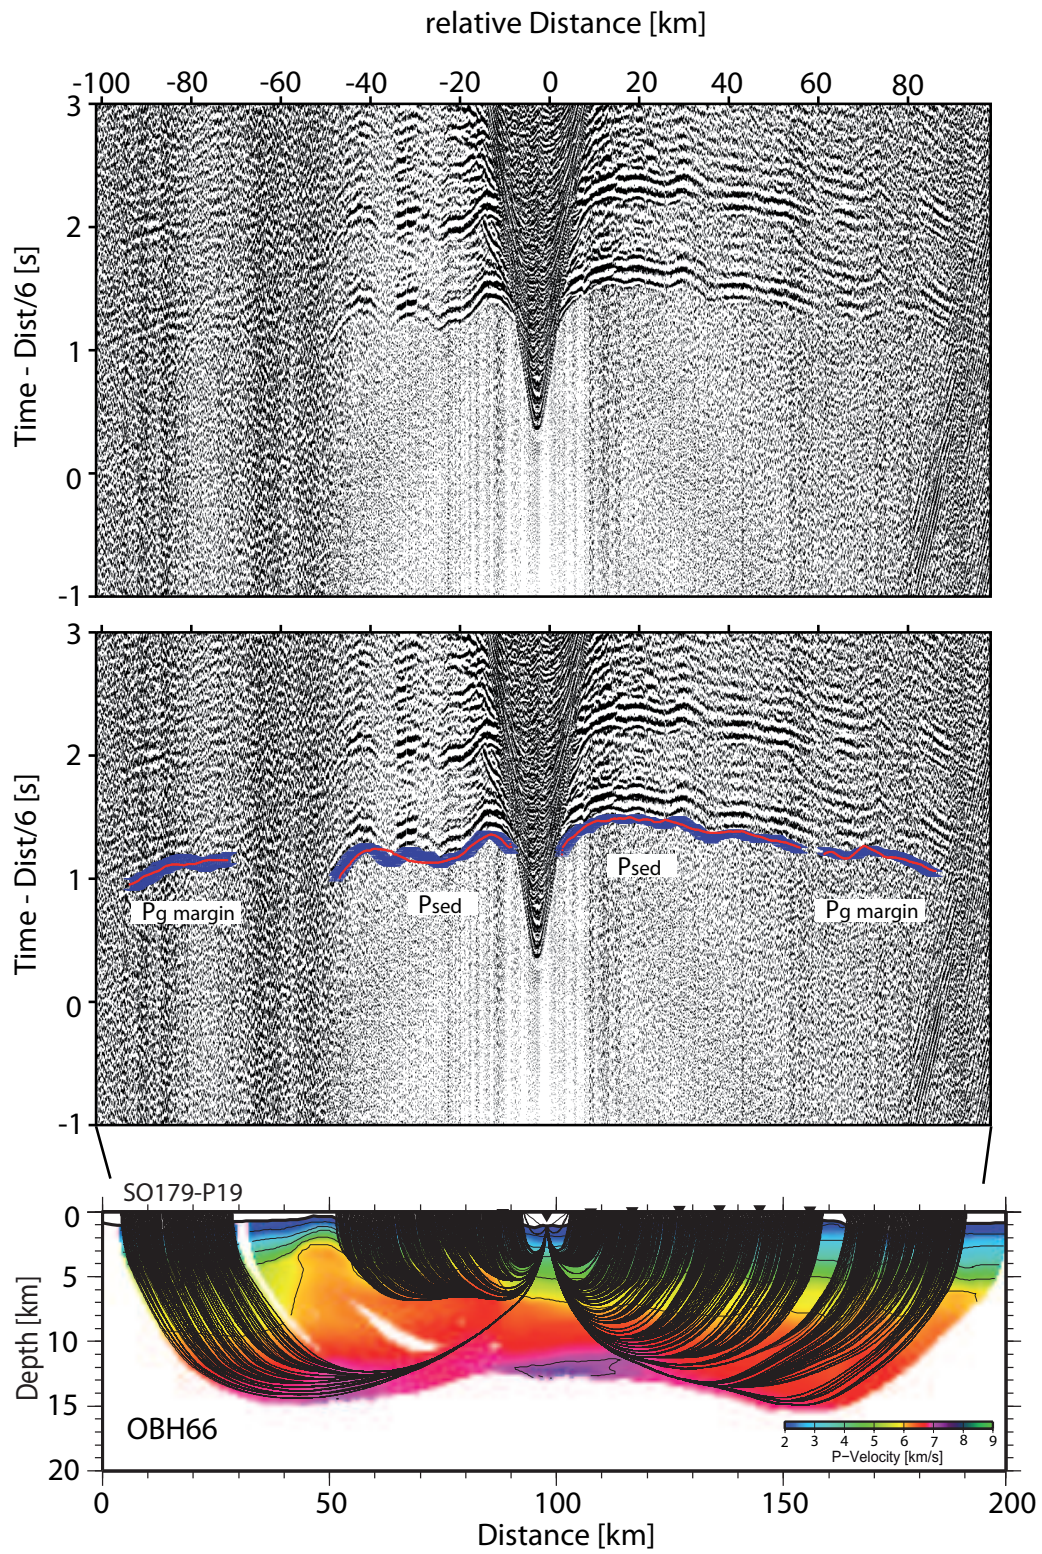 relative Distance [km]
-100 -80 -60 -40 -20 0 20 40 60 80
3
2
1
0
-1
Time - Dist/6 [s]
3
2
1
0
-1
Time - Dist/6 [s]
Pg margin
Psed
Psed
Pg margin
SO179-P19
0
5
10
15
20
Depth [km]
OBH66
2 3 4 5 6 7 8 9
P-Velocity [km/s]
0 50 100 150 200
Distance [km]